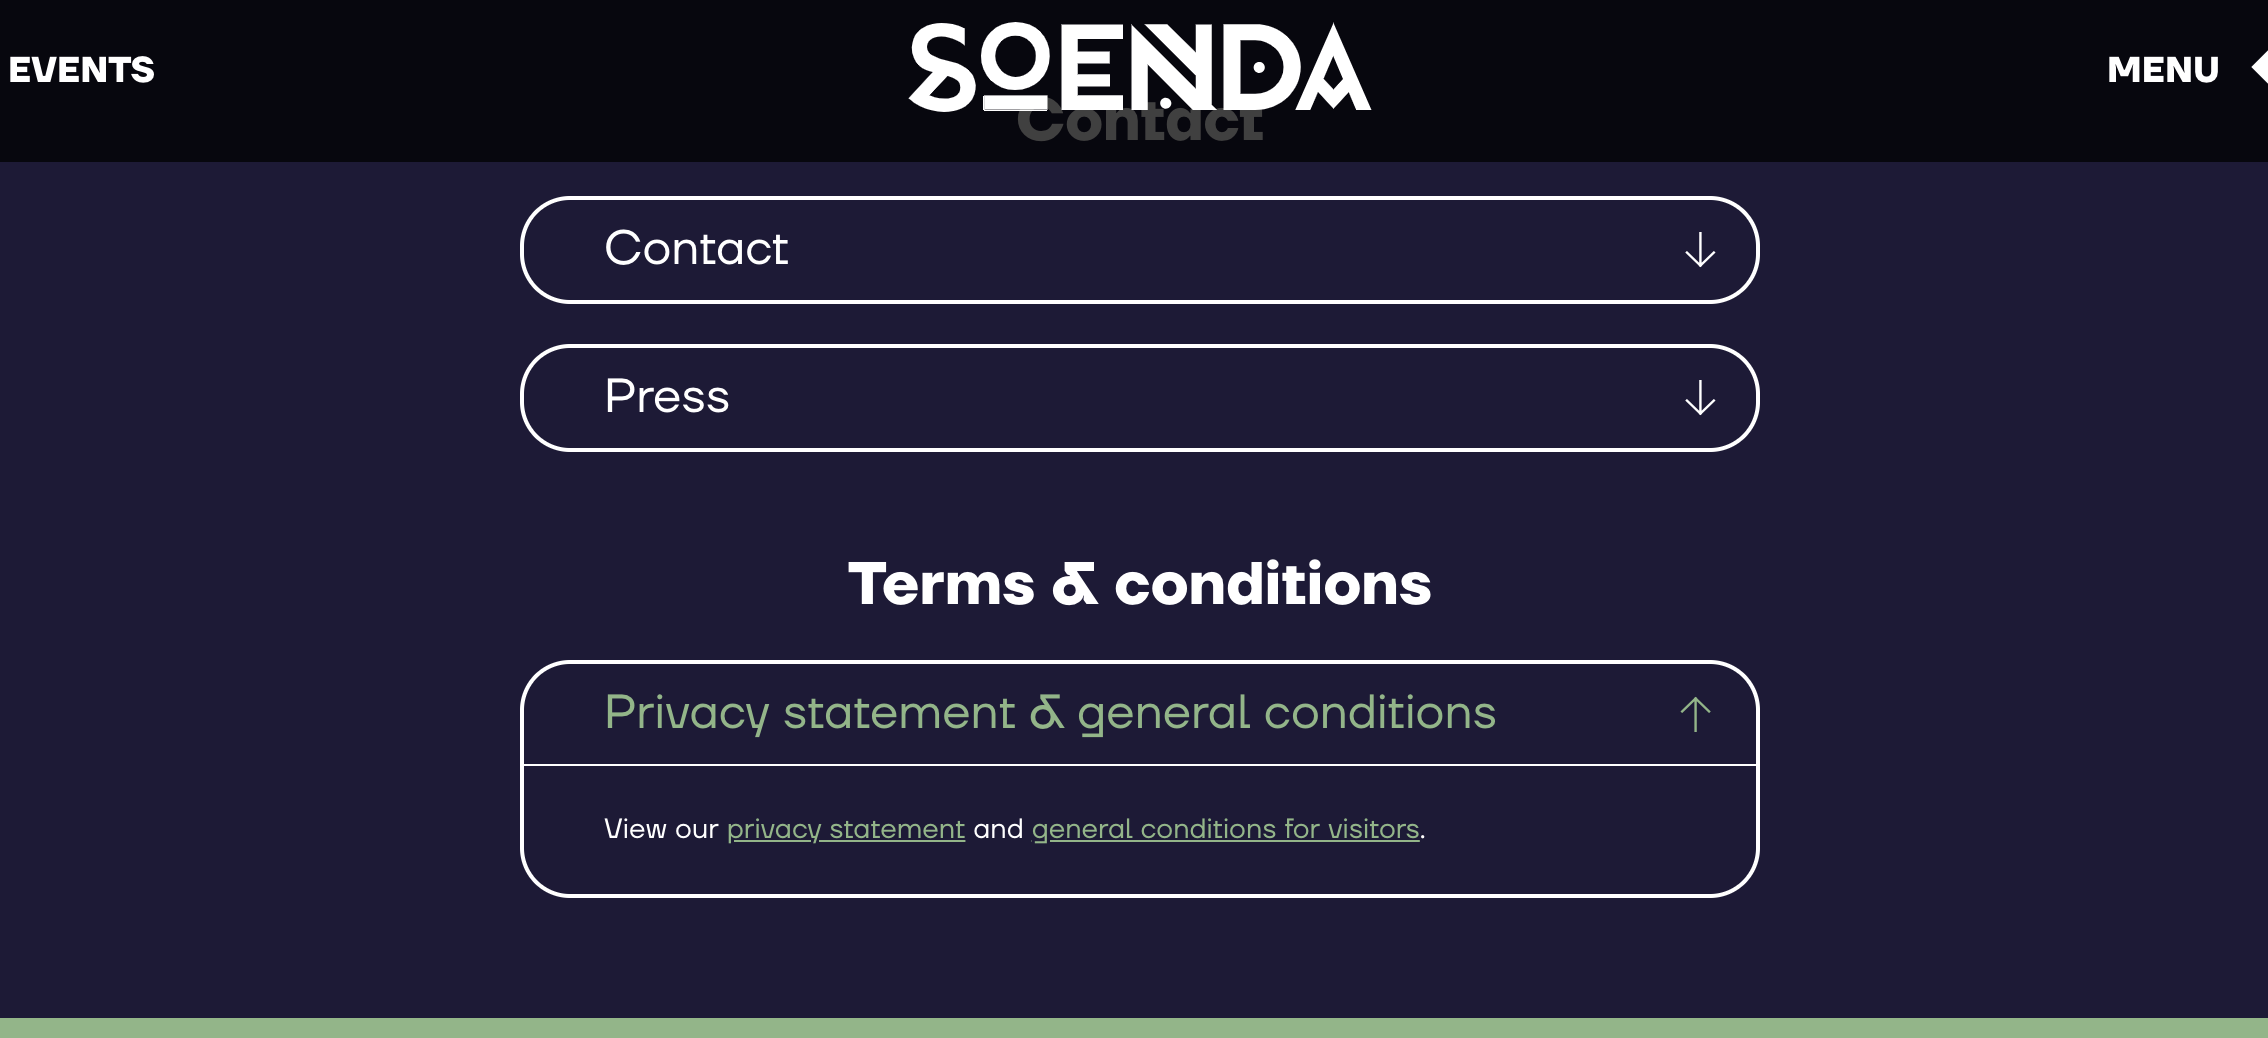 EVENTS
SOENDA
MENU
Contact
Contact
Press
Terms & conditions
Privacy statement & general conditions
View our privacy statement and general conditions for visitors.